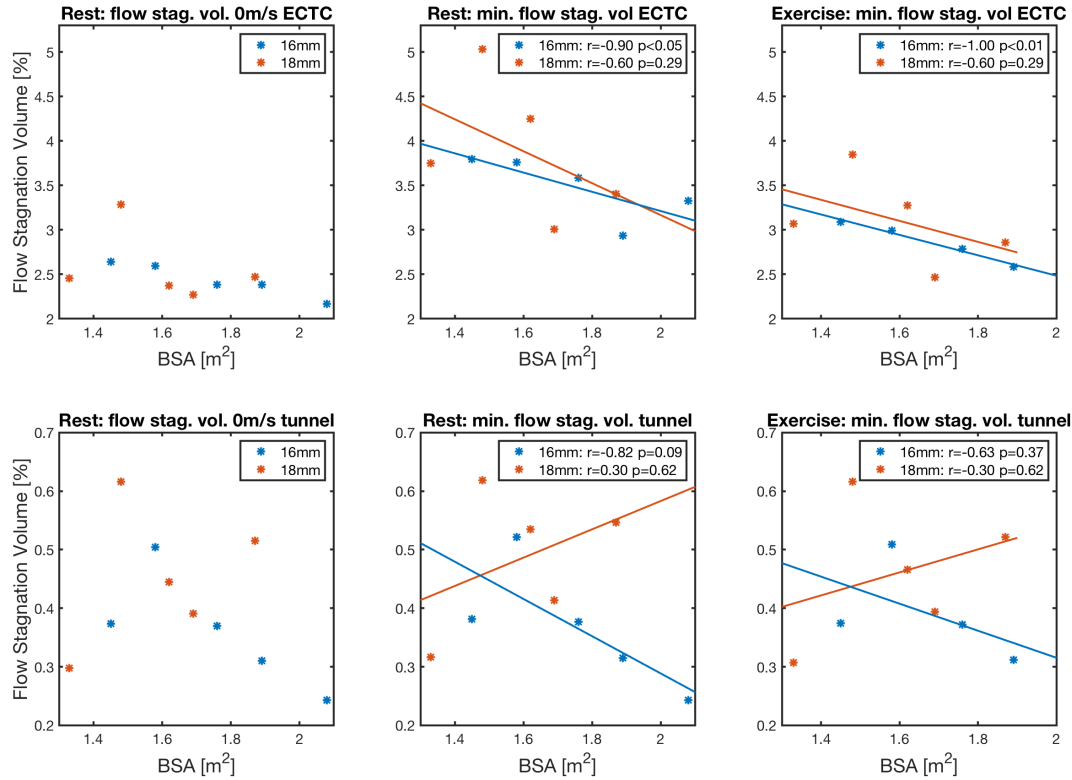 Rest: flow stag. vol. 0m/s ECTC
5
4.5
4
3.5
3
2.5
2
Flow Stagnation Volume [%]
16mm
18mm
1.4 1.6 1.8 2
BSA [m²]
Rest: min. flow stag. vol ECTC
5
4.5
4
3.5
3
2.5
2
16mm: r=-0.90 p<0.05
18mm: r=-0.60 p=0.29
1.4 1.6 1.8 2
BSA [m²]
Exercise: min. flow stag. vol ECTC
5
4.5
4
3.5
3
2.5
2
16mm: r=-1.00 p<0.01
18mm: r=-0.60 p=0.29
1.4 1.6 1.8 2
BSA [m²]
Rest: flow stag. vol. 0m/s tunnel
0.7
0.6
0.5
0.4
0.3
0.2
Flow Stagnation Volume [%]
16mm
18mm
1.4 1.6 1.8 2
BSA [m²]
Rest: min. flow stag. vol. tunnel
0.7
0.6
0.5
0.4
0.3
0.2
16mm: r=-0.82 p=0.09
18mm: r=0.30 p=0.62
1.4 1.6 1.8 2
BSA [m²]
Exercise: min. flow stag. vol. tunnel
0.7
0.6
0.5
0.4
0.3
0.2
16mm: r=-0.63 p=0.37
18mm: r=-0.30 p=0.62
1.4 1.6 1.8 2
BSA [m²]